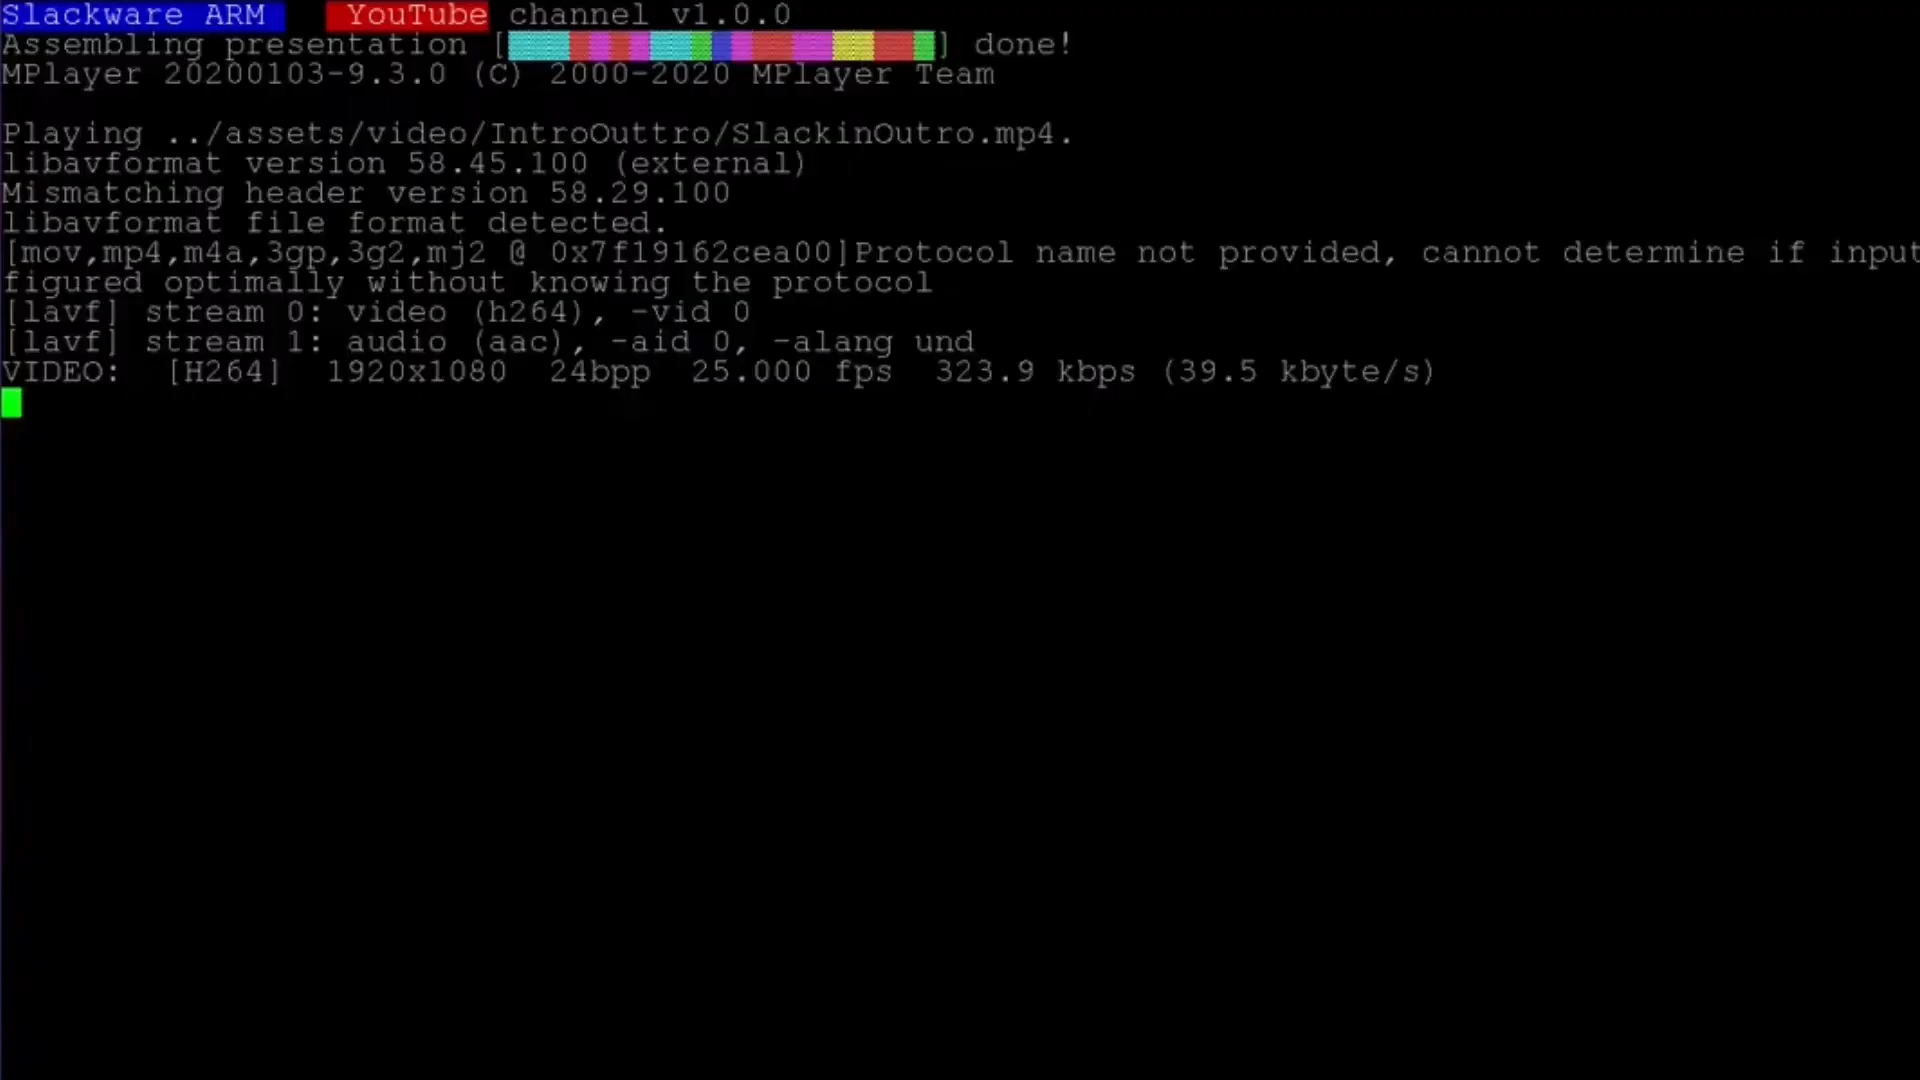 Slackware ARM YouTube channel v1.0.0
Assembling presentation [] done!
MPlayer 20200103-9.3.0 (C) 2000-2020 MPlayer Team
Playing ../assets/video/IntroOuttro/SlackinOutro.mp4.
libavformat version 58.45.100 (external)
Mismatching header version 58.29.100
libavformat file format detected.
[mov,mp4,m4a,3gp,3g2,mj2 @ 0x7f19162cea00]Protocol name not provided, cannot determine if input
figured optimally without knowing the protocol
[lavf] stream 0: video (h264), -vid 0
[lavf] stream 1: audio (aac), -aid 0, -alang und
VIDEO:  [H264]  1920x1080  24bpp  25.000 fps  323.9 kbps (39.5 kbyte/s)